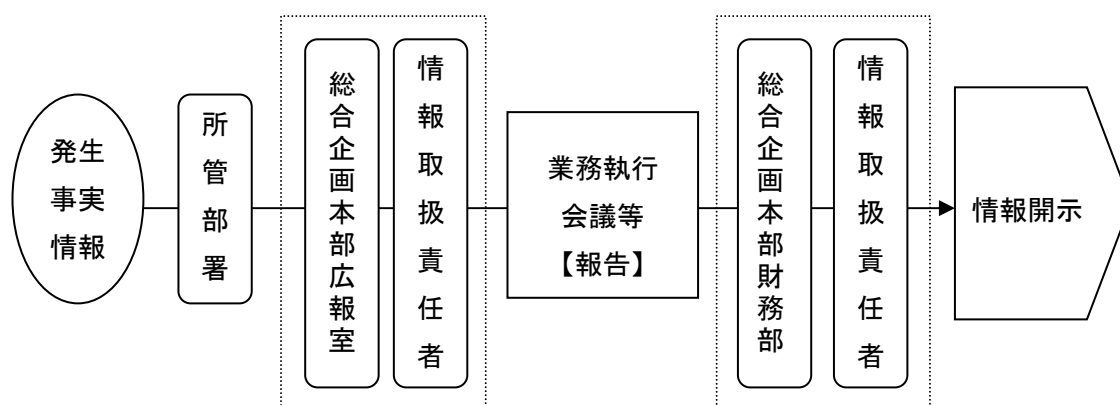 発生
事実
情報
所管部署
総合企画本部広報室
情報取扱責任者
業務執行
会議等
【報告】
総合企画本部財務部
情報取扱責任者
情報開示